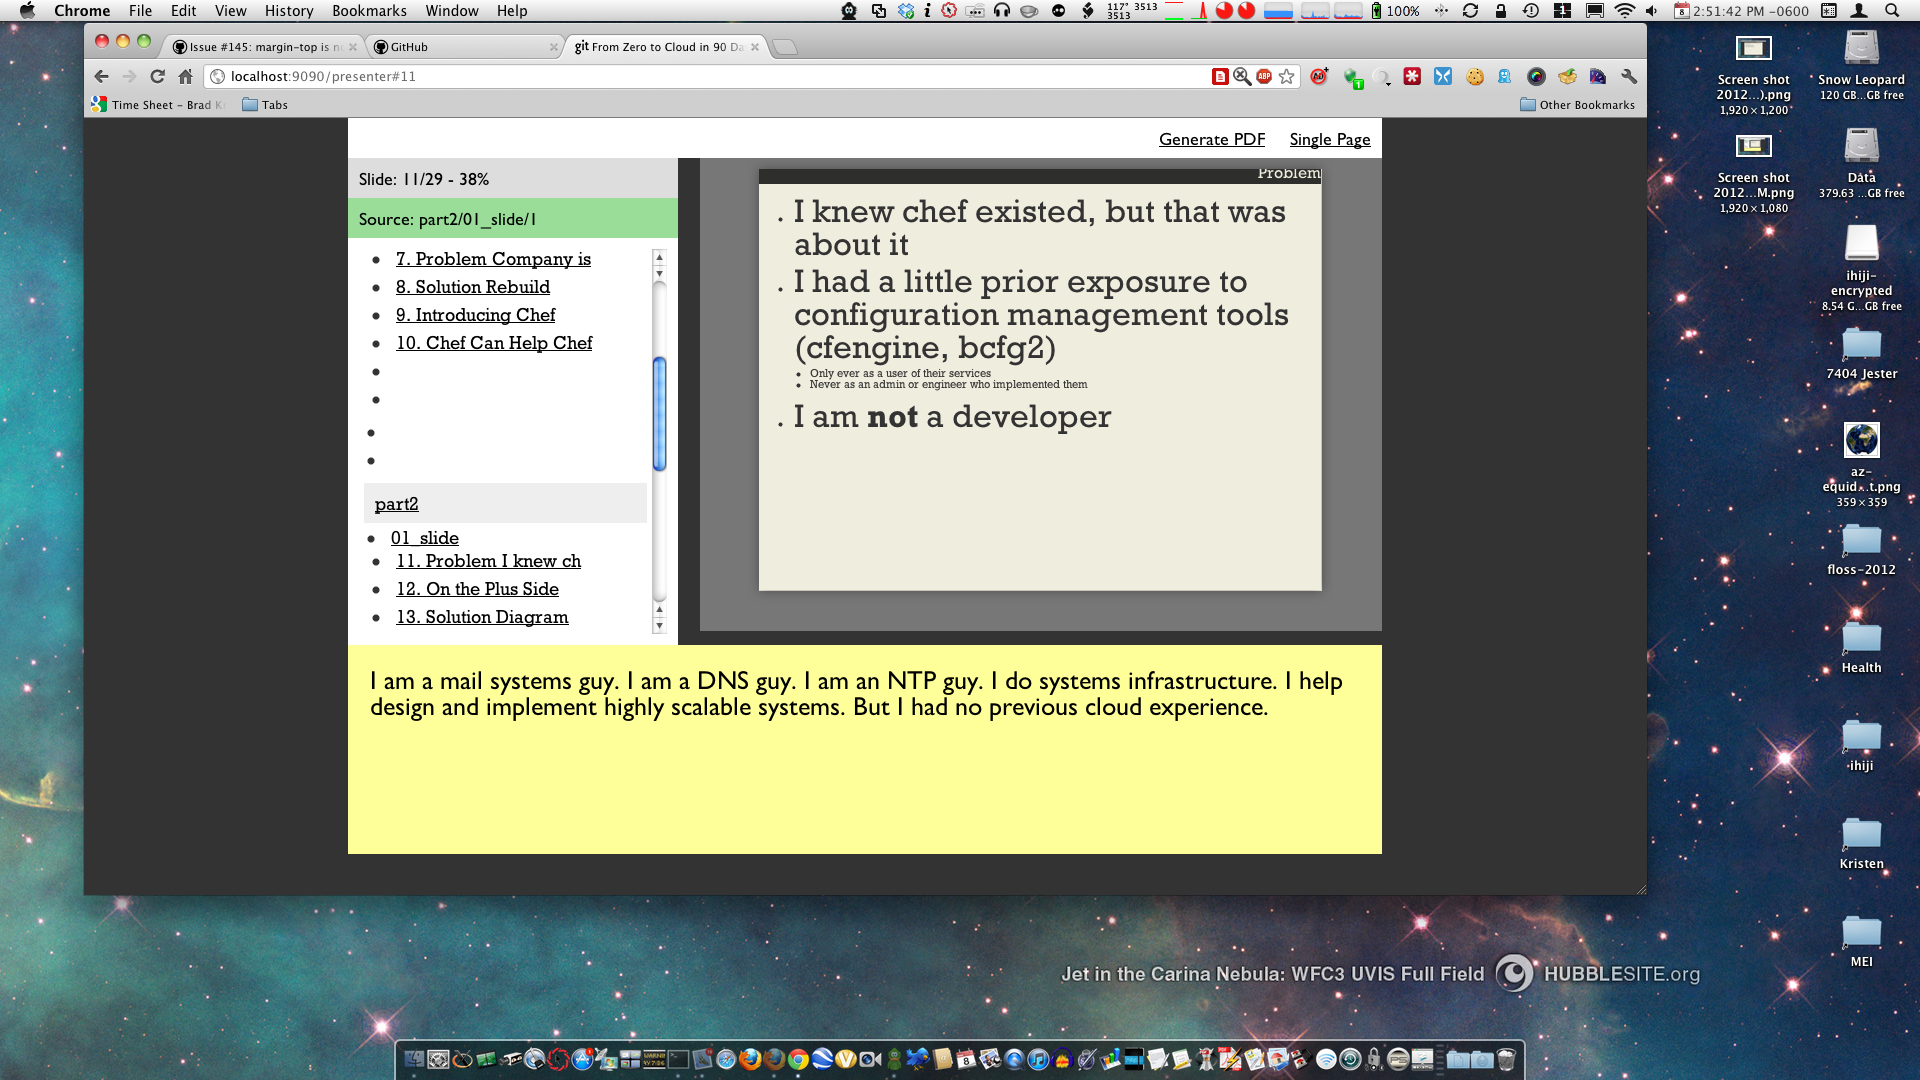 Chrome File Edit View History Bookmarks Window Help
117° 3513
3513
100%
2:51:42 PM -0600
Issue #145: margin-top is n
GitHub
git From Zero to Cloud in 90 Da
localhost:9090/presenter#11
Time Sheet - Brad K
Tabs
Other Bookmarks
Generate PDF Single Page
Slide: 11/29 - 38%
Source: part2/01_slide/1
7. Problem Company is
8. Solution Rebuild
9. Introducing Chef
10. Chef Can Help Chef
part2
01_slide
11. Problem I knew ch
12. On the Plus Side
13. Solution Diagram
Problem
I knew chef existed, but that was
about it
I had a little prior exposure to
configuration management tools
(cfengine, bcfg2)
Only ever as a user of their services
Never as an admin or engineer who implemented them
I am not a developer
I am a mail systems guy. I am a DNS guy. I am an NTP guy. I do systems infrastructure. I help
design and implement highly scalable systems. But I had no previous cloud experience.
Screen shot
2012...).png
1,920 × 1,200
Screen shot
2012...M.png
1,920 × 1,080
Snow Leopard
120 GB...GB free
Data
379.63 ...GB free
ihiji-
encrypted
8.54 G...GB free
7404 Jester
az-
equid...t.png
359 × 359
floss-2012
Health
ihiji
Kristen
MEI
Jet in the Carina Nebula: WFC3 UVIS Full Field HUBBLESITE.org